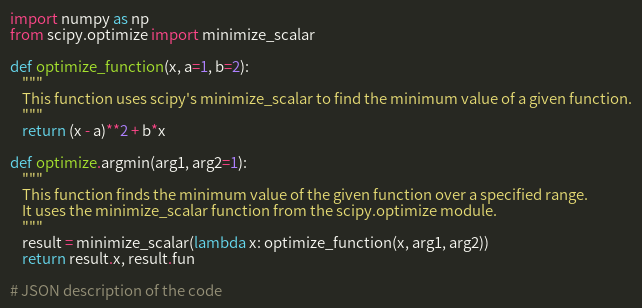 import numpy as np
from scipy.optimize import minimize_scalar

def optimize_function(x, a=1, b=2):
    """
    This function uses scipy's minimize_scalar to find the minimum value of a given function.
    """
    return (x - a)**2 + b*x

def optimize.argmin(arg1, arg2=1):
    """
    This function finds the minimum value of the given function over a specified range.
    It uses the minimize_scalar function from the scipy.optimize module.
    """
    result = minimize_scalar(lambda x: optimize_function(x, arg1, arg2))
    return result.x, result.fun

# JSON description of the code